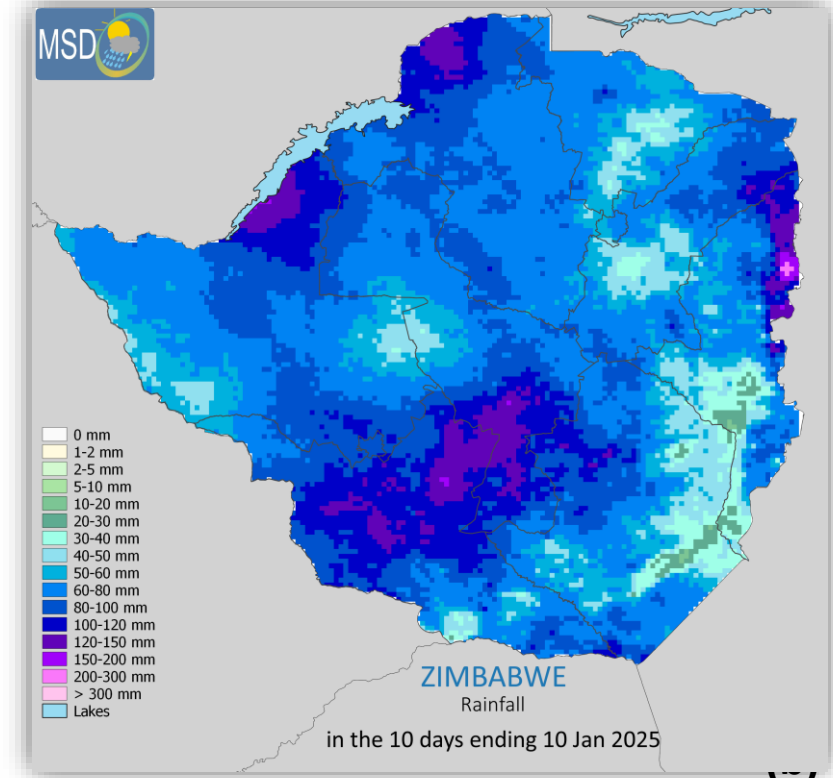 MSD
0 mm
1-2 mm
2-5 mm
5-10 mm
10-20 mm
20-30 mm
30-40 mm
40-50 mm
50-60 mm
60-80 mm
80-100 mm
100-120 mm
120-150 mm
150-200 mm
200-300 mm
> 300 mm
Lakes
ZIMBABWE
Rainfall
in the 10 days ending 10 Jan 2025